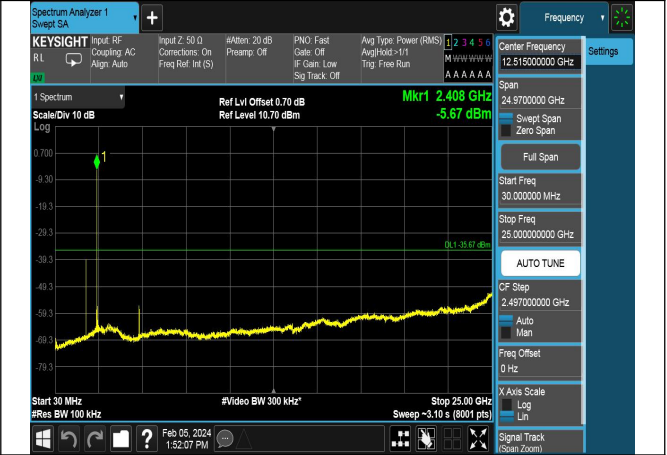 Spectrum Analyzer 1
Swept SA
Frequency
KEYSIGHT
RL
LW
Input: RF
Coupling: AC
Align: Auto
Input Z: 50 Ω
Corrections: On
Freq Ref: Int (S)
#Atten: 20 dB
Preamp: Off
PNO: Fast
Gate: Off
IF Gain: Low
Sig Track: Off
Avg Type: Power (RMS)
Avg|Hold:>1/1
Trig: Free Run
1 2 3 4 5 6
M W W W W W
A A A A A A
Center Frequency
12.515000000 GHz
Settings
Span
24.9700000 GHz
Swept Span
Zero Span
Full Span
Start Freq
30.000000 MHz
Stop Freq
25.000000000 GHz
AUTO TUNE
CF Step
2.497000000 GHz
Auto
Man
Freq Offset
0 Hz
X Axis Scale
Log
Lin
Signal Track
(Span Zoom)
1 Spectrum
Scale/Div 10 dB
Log
Ref Lvl Offset 0.70 dB
Ref Level 10.70 dBm
Mkr1 2.408 GHz
-5.67 dBm
1
0.700
-9.30
-19.3
-29.3
-39.3
-49.3
-59.3
-69.3
-79.3
DL1 -35.67 dBm
Start 30 MHz
#Res BW 100 kHz
#Video BW 300 kHz*
Stop 25.00 GHz
Sweep ~3.10 s (8001 pts)
?
Feb 05, 2024
1:52:07 PM